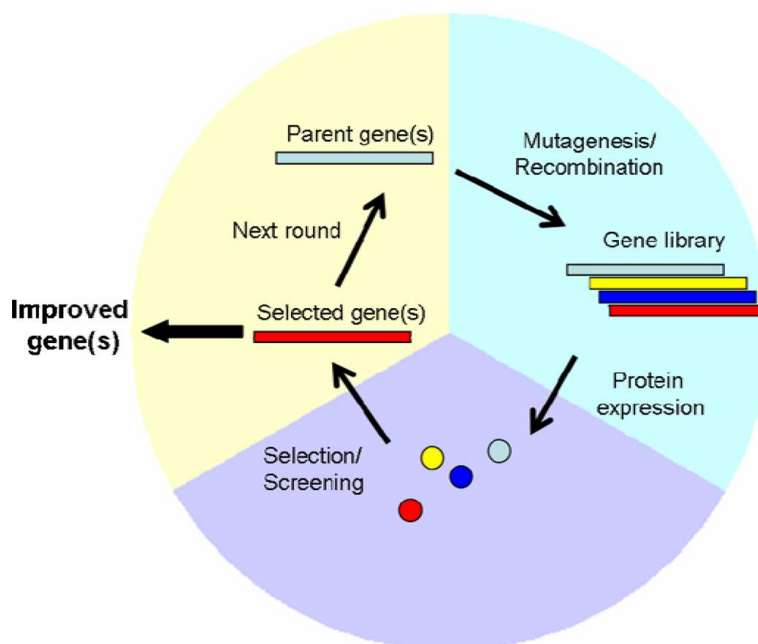 Parent gene(s)
Mutagenesis/
Recombination
Gene library
Protein
expression
Selection/
Screening
Selected gene(s)
Next round
Improved
gene(s)